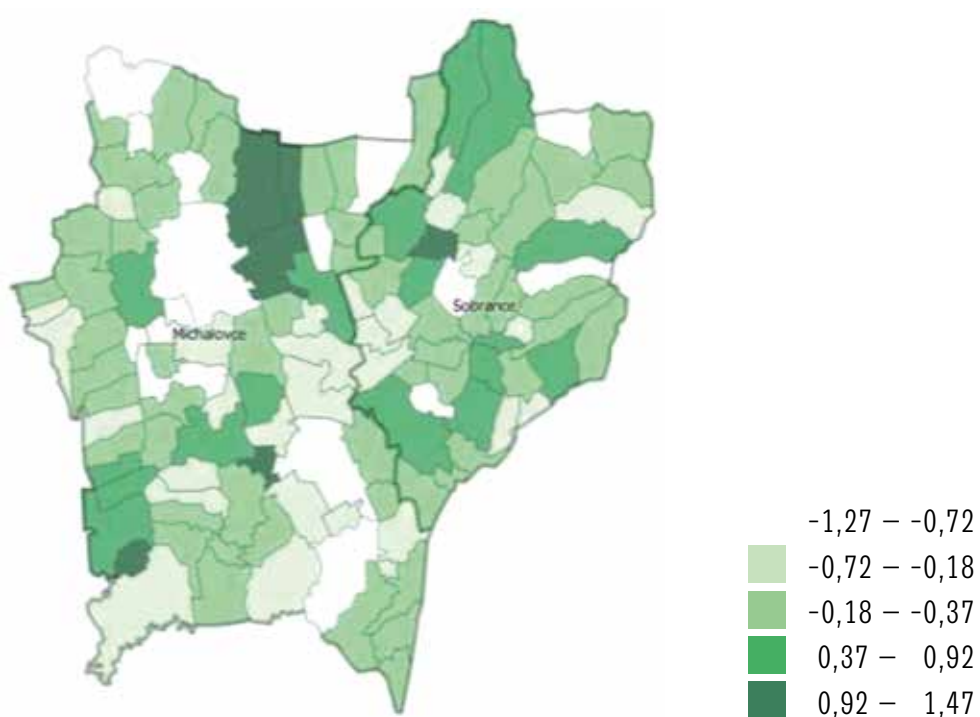 Sobrance
Michalovce
-1,27 – -0,72
-0,72 – -0,18
-0,18 – -0,37
0,37 – 0,92
0,92 – 1,47